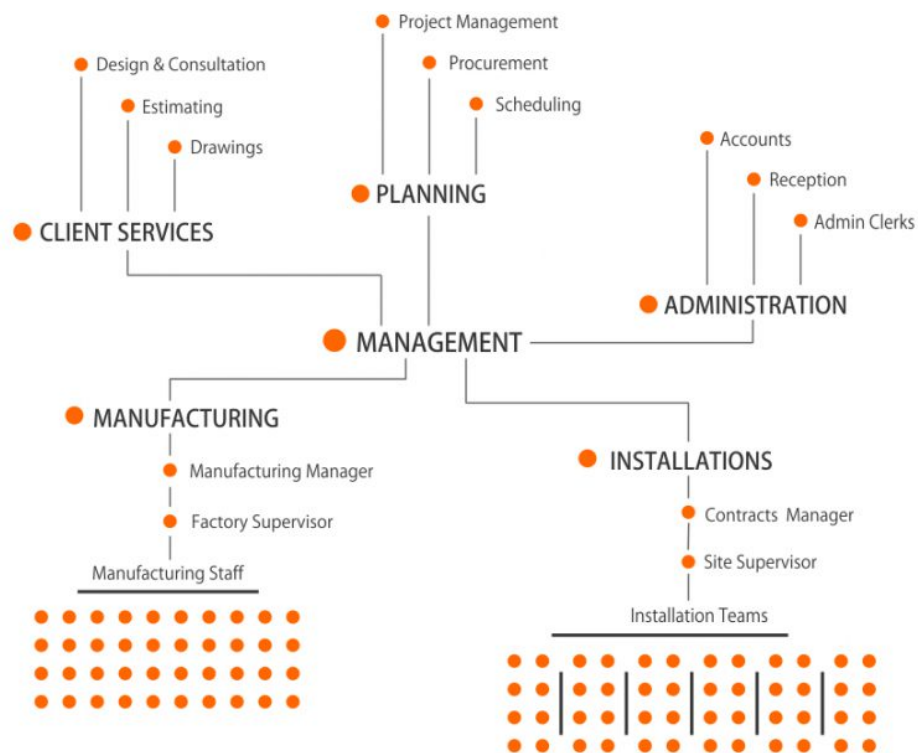 Project Management
Design & Consultation
Procurement
Estimating
Scheduling
Drawings
Accounts
Reception
PLANNING
Admin Clerks
CLIENT SERVICES
ADMINISTRATION
MANAGEMENT
MANUFACTURING
INSTALLATIONS
Manufacturing Manager
Contracts Manager
Factory Supervisor
Site Supervisor
Manufacturing Staff
Installation Teams